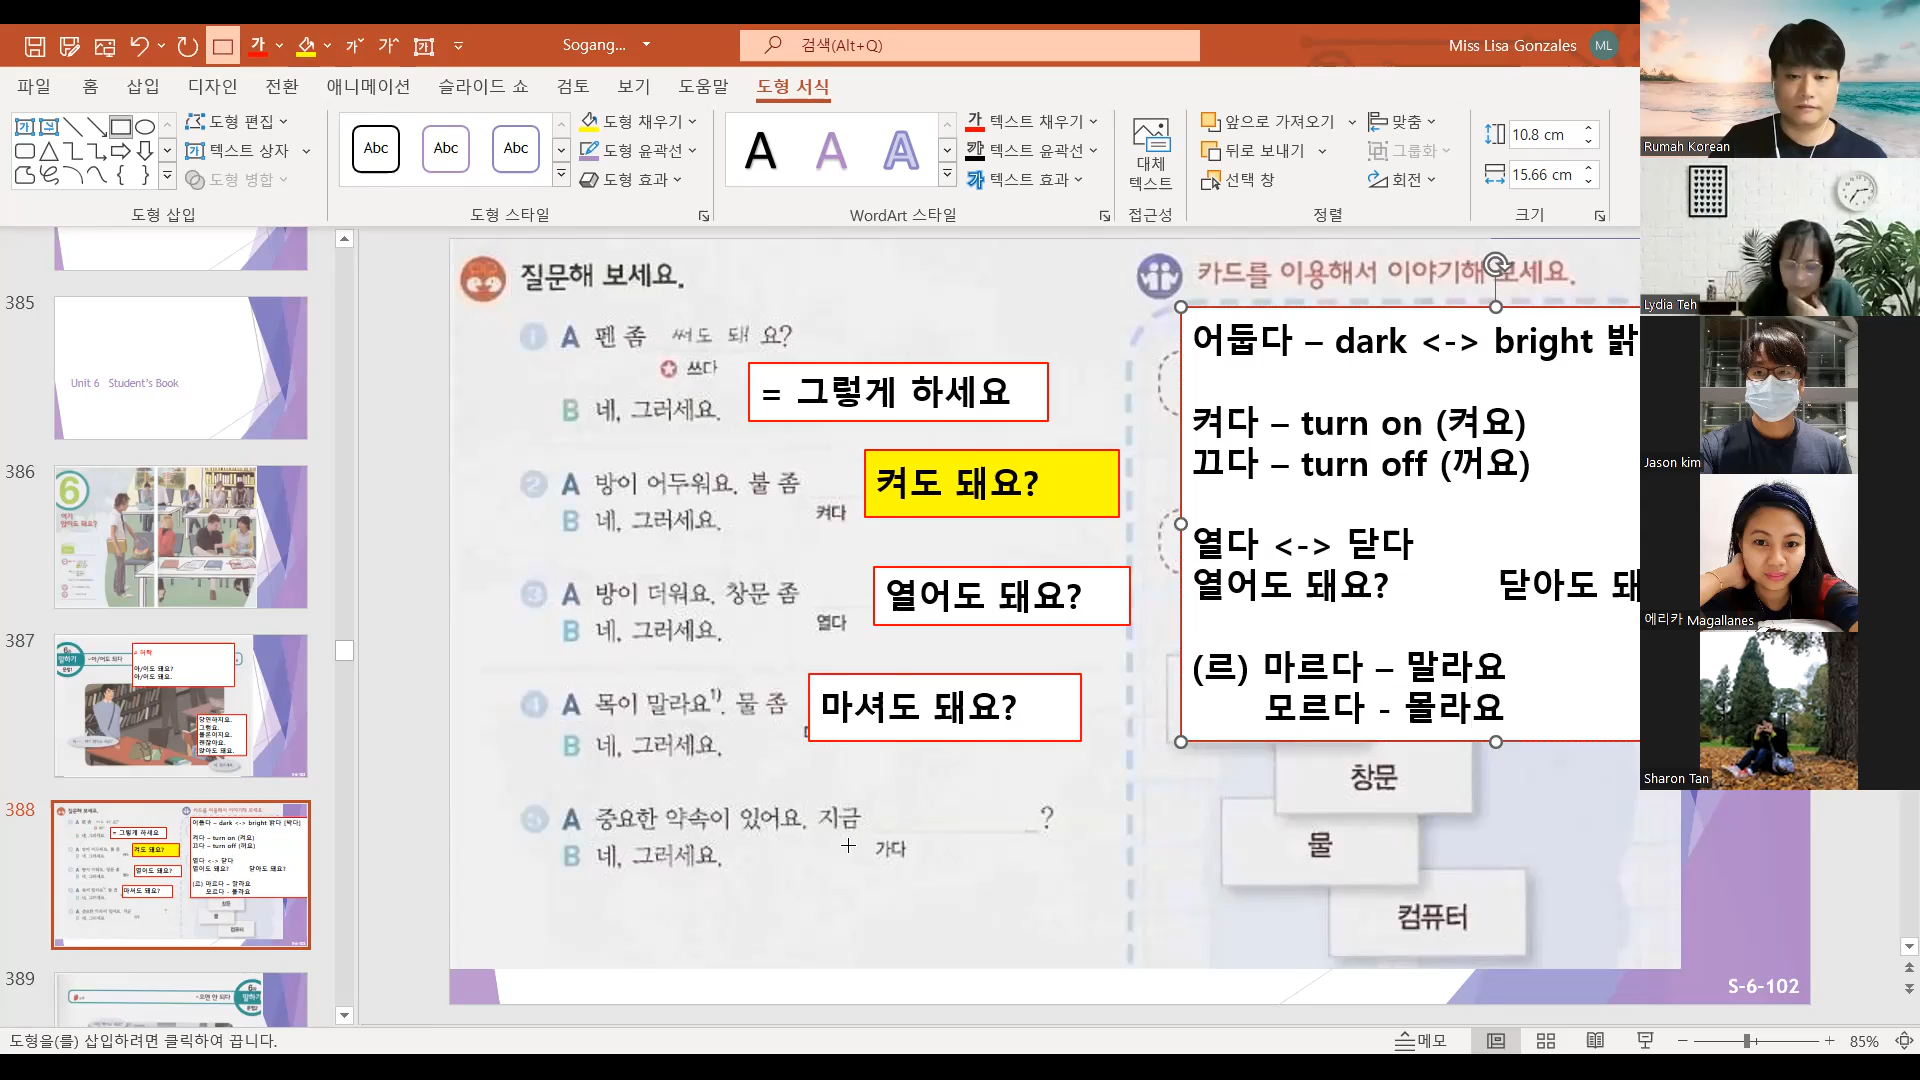 Sogang...
검색(Alt+Q)
Miss Lisa Gonzales
ML
파일 홈 삽입 디자인 전환 애니메이션 슬라이드 쇼 검토 보기 도움말 도형 서식
도형 편집
텍스트 상자
도형 병합
도형 삽입
Abc Abc Abc
도형 채우기
도형 윤곽선
도형 효과
도형 스타일
A A A
텍스트 채우기
텍스트 윤곽선
텍스트 효과
WordArt 스타일
대체
텍스트
접근성
앞으로 가져오기
뒤로 보내기
선택 창
맞춤
그룹화
회전
정렬
10.8 cm
15.66 cm
크기
385
Unit 6 Student's Book
386
6
387
388
389
질문해 보세요.
1 A 펜 좀 써도 돼 요?
쓰다
B 네, 그러세요.
= 그렇게 하세요
2 A 방이 어두워요. 불 좀
켜다
B 네, 그러세요.
켜도 돼요?
3 A 방이 더워요. 창문 좀
열다
B 네, 그러세요.
열어도 돼요?
4 A 목이 말라요¹⁾. 물 좀
B 네, 그러세요.
마셔도 돼요?
5 A 중요한 약속이 있어요. 지금 ?
가다
B 네, 그러세요.
카드를 이용해서 이야기해 보세요.
어둡다 – dark <-> bright 밝
켜다 – turn on (켜요)
끄다 – turn off (꺼요)
열다 <-> 닫다
열어도 돼요? 닫아도 돼
(르) 마르다 – 말라요
모르다 - 몰라요
창문
물
컴퓨터
S-6-102
Rumah Korean
Lydia Teh
Jason kim
에리카 Magallanes
Sharon Tan
도형을(를) 삽입하려면 클릭하여 끕니다.
메모
85%